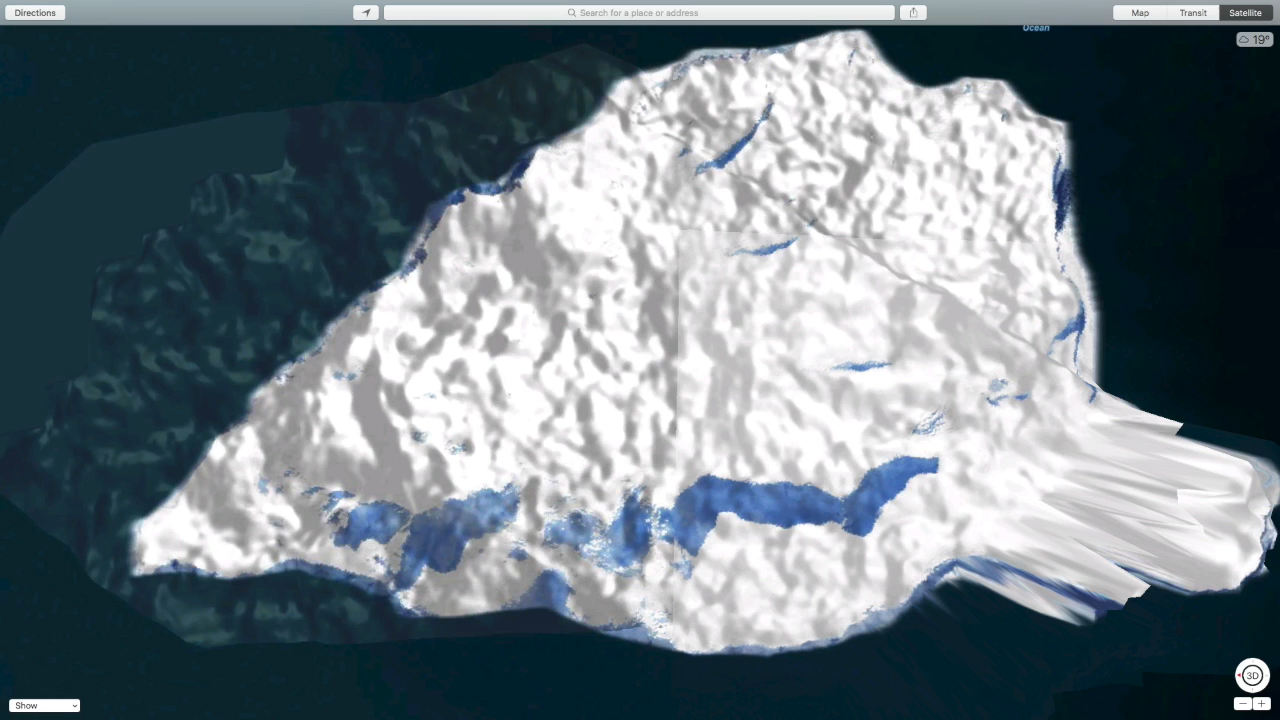 Directions
Search for a place or address
Map
Transit
Satellite
Ocean
19°
3D
Show